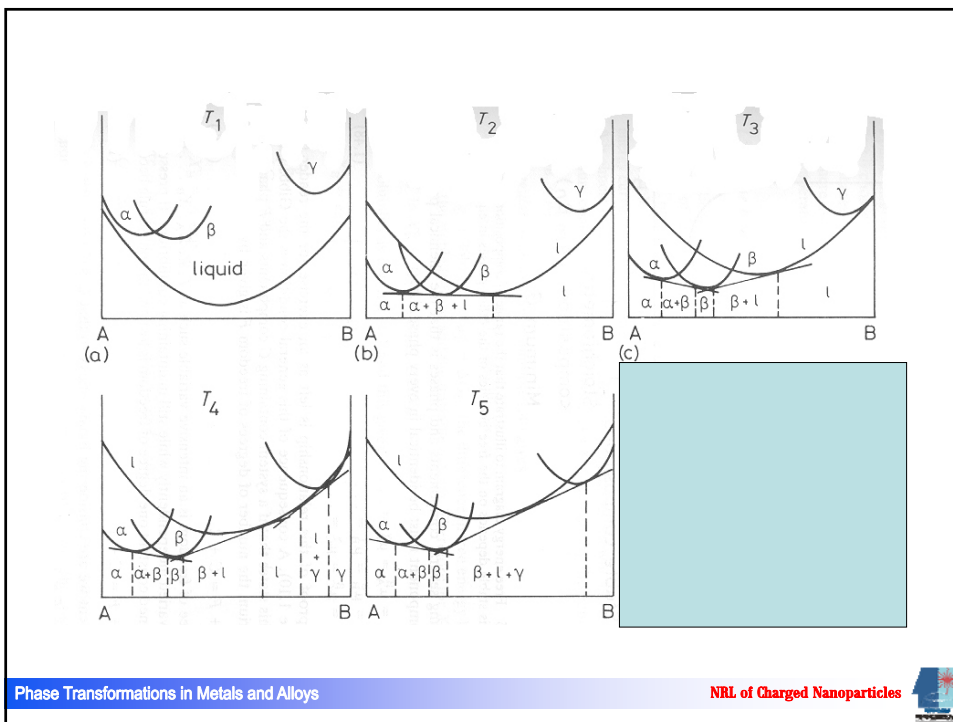 T1
α
β
γ
liquid
A B
(a)
T2
α
β
l
γ
α α + β + l l
A B
(b)
T3
α
β
l
γ
α α+β β β + l l
A B
(c)
T4
l
α
β
α α+β β β + l l l + γ γ
A B
T5
l
α
β
α α+β β β + l + γ
A B
Phase Transformations in Metals and Alloys NRL of Charged Nanoparticles